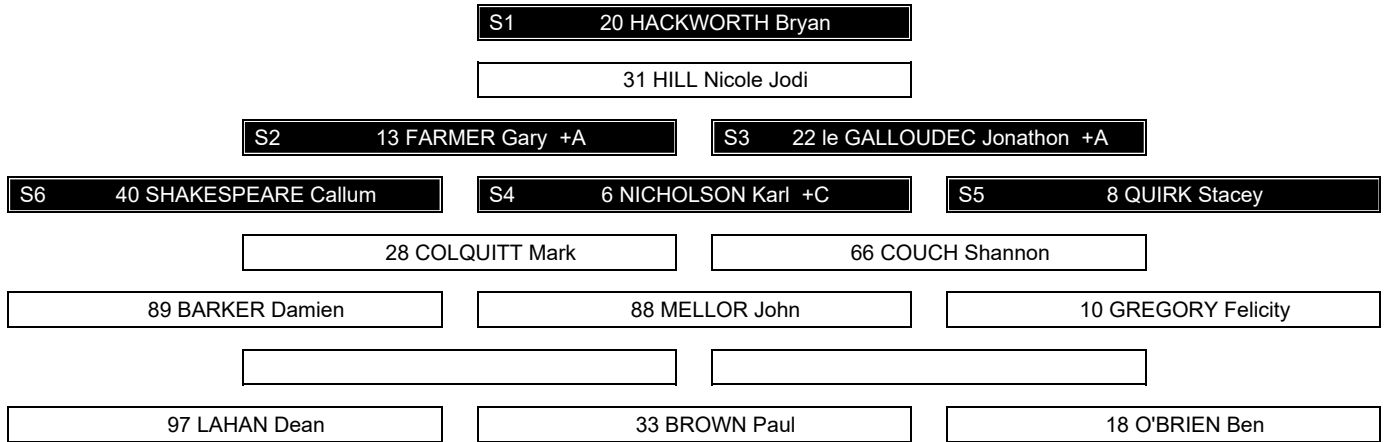 S1 20 HACKWORTH Bryan
31 HILL Nicole Jodi
S2 13 FARMER Gary +A S3 22 le GALLOUDEC Jonathon +A
S6 40 SHAKESPEARE Callum S4 6 NICHOLSON Karl +C S5 8 QUIRK Stacey
28 COLQUITT Mark 66 COUCH Shannon
89 BARKER Damien 88 MELLOR John 10 GREGORY Felicity
97 LAHAN Dean 33 BROWN Paul 18 O'BRIEN Ben